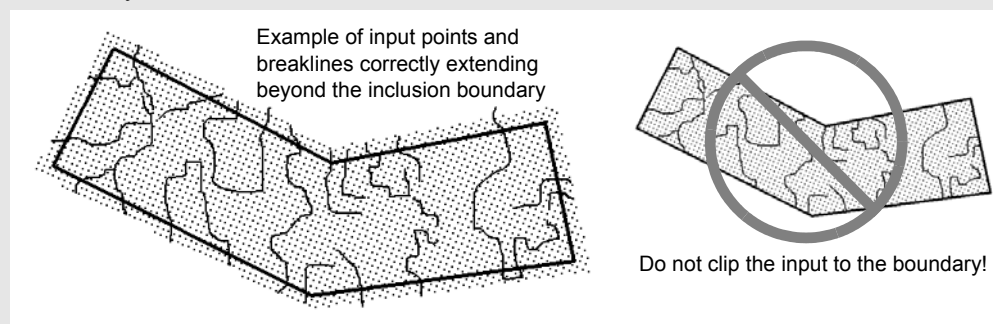 Example of input points and
breaklines correctly extending
beyond the inclusion boundary
Do not clip the input to the boundary!